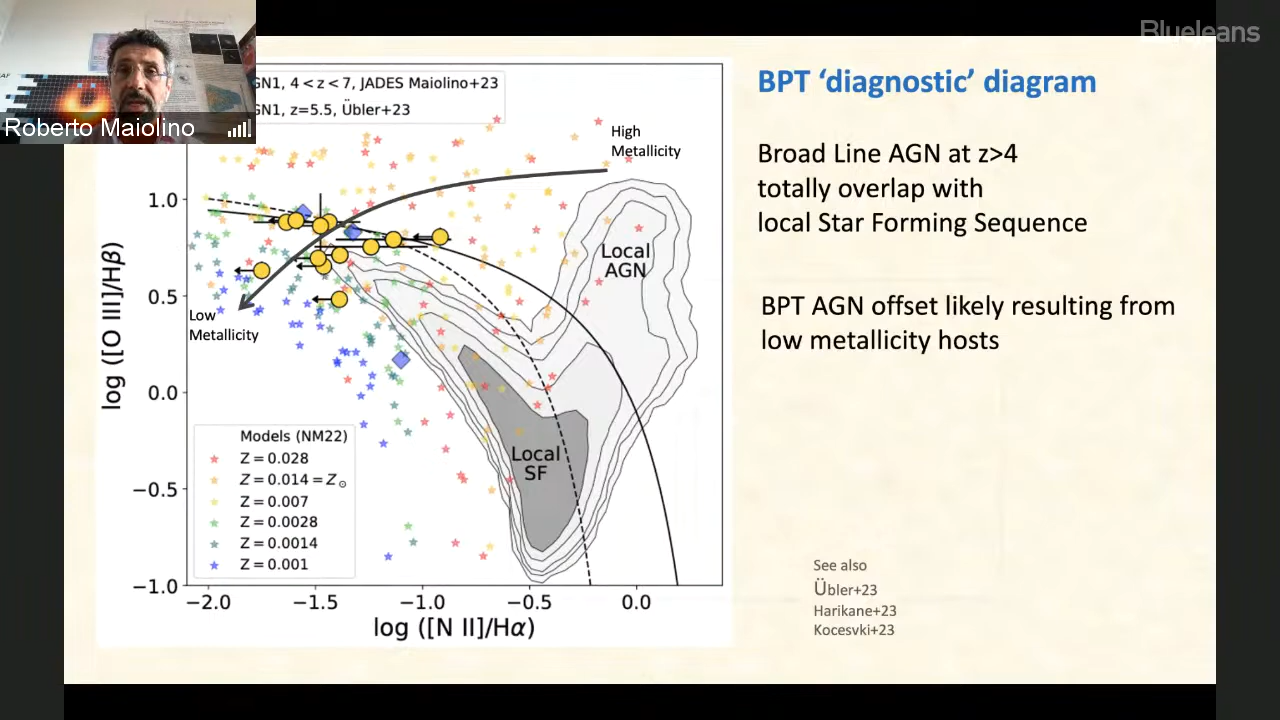 Blueleans
Roberto Maiolino
GN1, 4 < z < 7, JADES Maiolino+23
GN1, z=5.5, Übler+23
High
Metallicity
Low
Metallicity
Local
AGN
Local
SF
Models (NM22)
Z = 0.028
Z = 0.014 = Z⊙
Z = 0.007
Z = 0.0028
Z = 0.0014
Z = 0.001
1.0
0.5
0.0
−0.5
−1.0
−2.0 −1.5 −1.0 −0.5 0.0
log ([O III]/Hβ)
log ([N II]/Hα)
BPT ‘diagnostic’ diagram
Broad Line AGN at z>4
totally overlap with
local Star Forming Sequence
BPT AGN offset likely resulting from
low metallicity hosts
See also
Übler+23
Harikane+23
Kocesvki+23